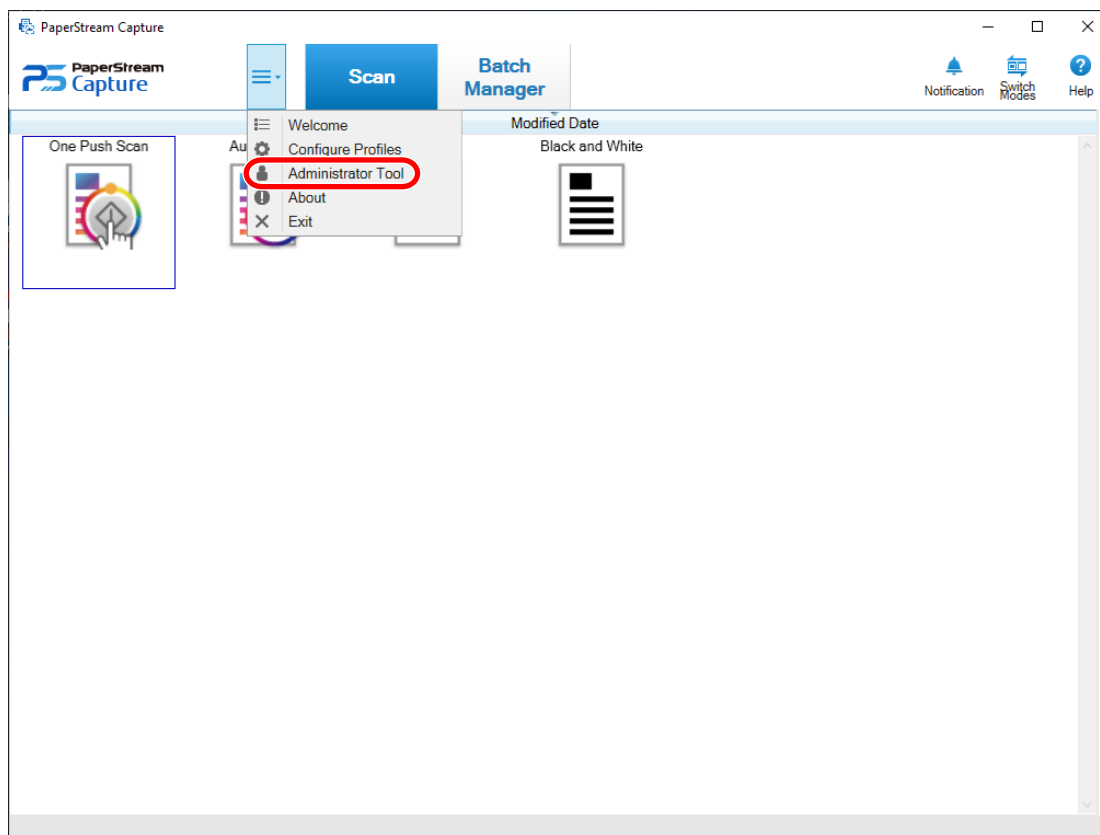 PaperStream Capture
PaperStream
Capture
Scan
Batch
Manager
Notification
Switch
Modes
Help
Modified Date
Welcome
Configure Profiles
Administrator Tool
About
Exit
One Push Scan
Au
Black and White